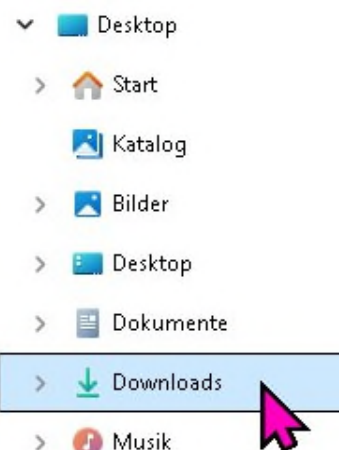 Desktop
Start
Katalog
Bilder
Desktop
Dokumente
Downloads
Musik